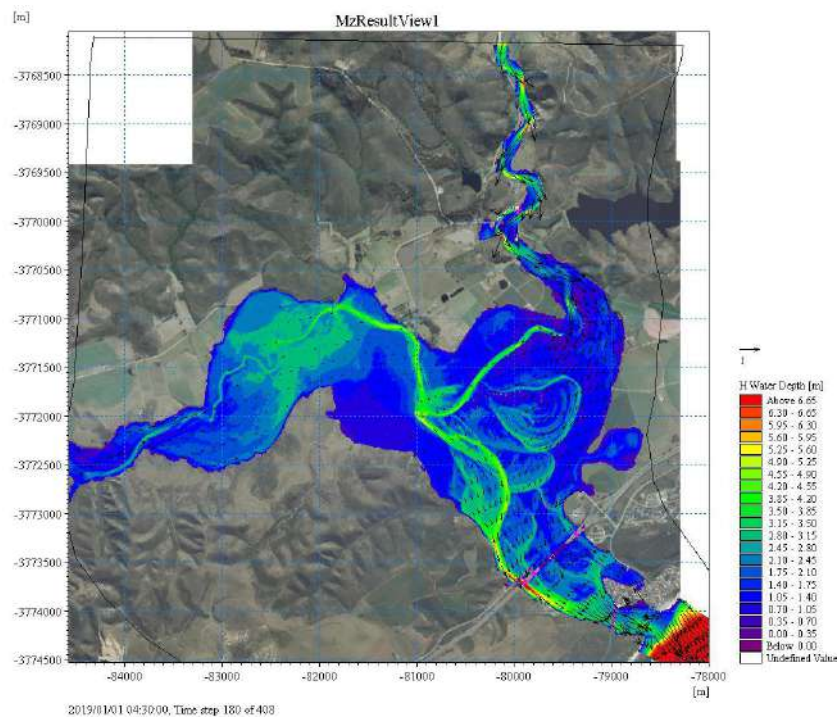 [m]
MzResultView1
-3768500
-3769000
-3769500
-3770000
-3770500
-3771000
-3771500
-3772000
-3772500
-3773000
-3773500
-3774000
-3774500
-84000 -83000 -82000 -81000 -80000 -79000 -78000
[m]
1
H Water Depth [m]
Above 6.65
6.30 - 6.65
5.95 - 6.30
5.60 - 5.95
5.25 - 5.60
4.90 - 5.25
4.55 - 4.90
4.20 - 4.55
3.85 - 4.20
3.50 - 3.85
3.15 - 3.50
2.80 - 3.15
2.45 - 2.80
2.10 - 2.45
1.75 - 2.10
1.40 - 1.75
1.05 - 1.40
0.70 - 1.05
0.35 - 0.70
0.00 - 0.35
Below 0.00
Undefined Value
2019/01/01 04:30:00, Time step 180 of 408